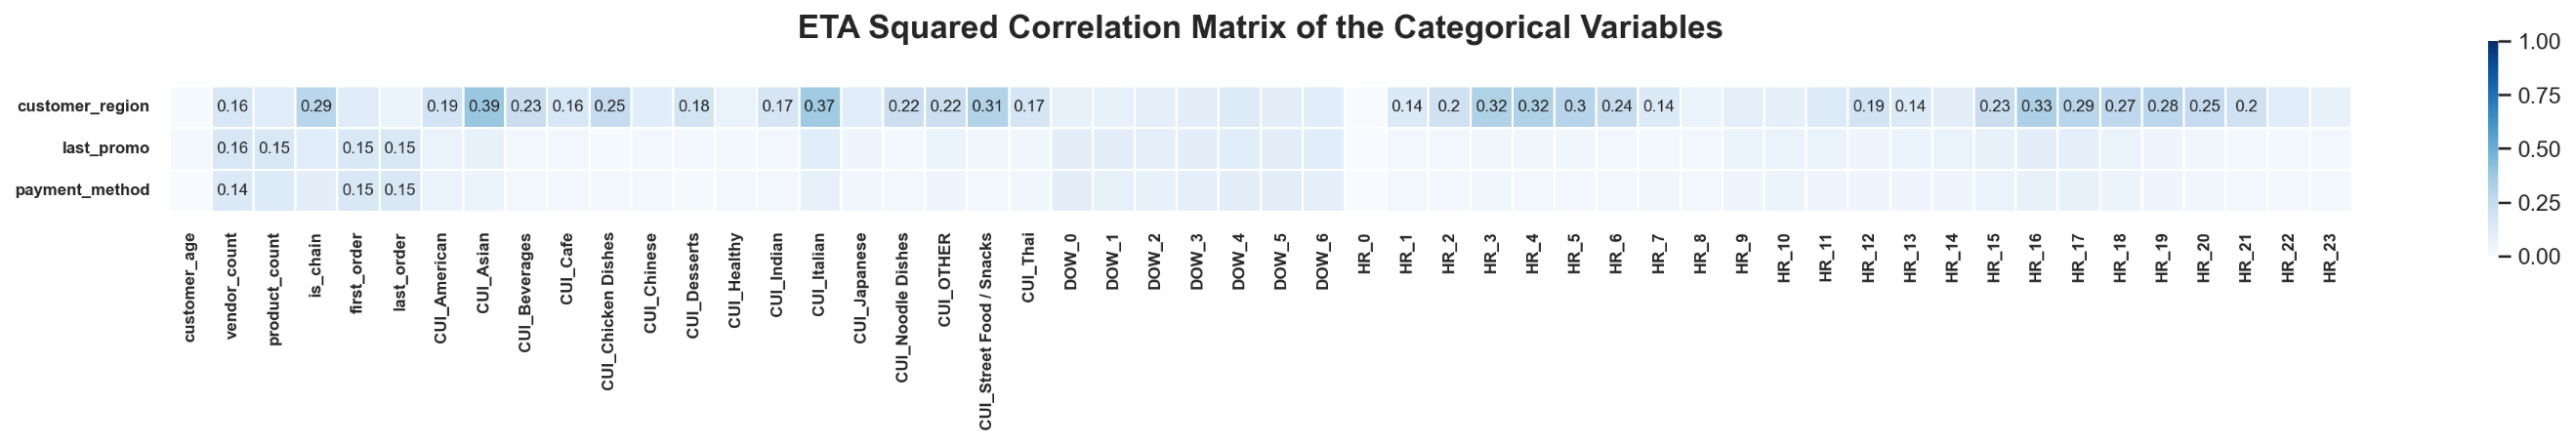 ETA Squared Correlation Matrix of the Categorical Variables
1.00
customer_region 0.16 0.29 0.19 0.39 0.23 0.16 0.25 0.18 0.17 0.37 0.22 0.22 0.31 0.17 0.14 0.2 0.32 0.32 0.3 0.24 0.14 0.19 0.14 0.23 0.33 0.29 0.27 0.28 0.25 0.2
0.75
last_promo 0.16 0.15 0.15 0.15
0.50
payment_method 0.14 0.15 0.15
0.25
0.00
customer_age
vendor_count
product_count
is_chain
first_order
last_order
CUI_American
CUI_Asian
CUI_Beverages
CUI_Cafe
CUI_Chicken Dishes
CUI_Chinese
CUI_Desserts
CUI_Healthy
CUI_Indian
CUI_Italian
CUI_Japanese
CUI_Noodle Dishes
CUI_OTHER
CUI_Street Food / Snacks
CUI_Thai
DOW_0
DOW_1
DOW_2
DOW_3
DOW_4
DOW_5
DOW_6
HR_0
HR_1
HR_2
HR_3
HR_4
HR_5
HR_6
HR_7
HR_8
HR_9
HR_10
HR_11
HR_12
HR_13
HR_14
HR_15
HR_16
HR_17
HR_18
HR_19
HR_20
HR_21
HR_22
HR_23